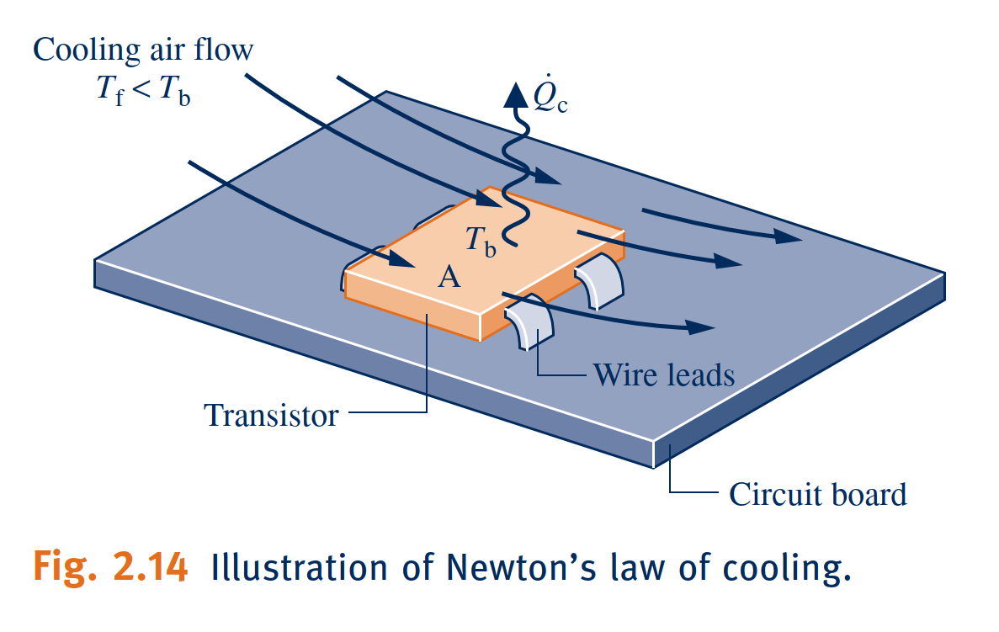 Cooling air flow
T_f < T_b
Q̇_c
T_b
A
Wire leads
Transistor
Circuit board
Fig. 2.14 Illustration of Newton’s law of cooling.